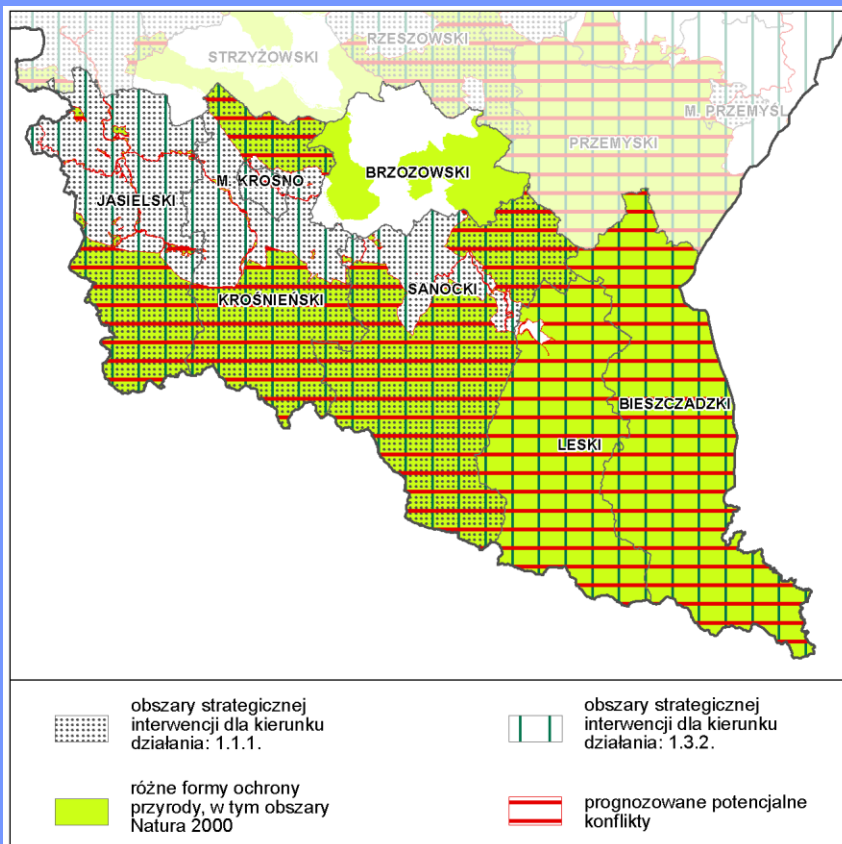 RZESZOWSKI
STRZYŻOWSKI
M. PRZEMYŚL
PRZEMYSKI
BRZOZOWSKI
M. KROSNO
JASIELSKI
SANOCKI
KROŚNIEŃSKI
BIESZCZADZKI
LESKI
obszary strategicznej
interwencji dla kierunku
działania: 1.1.1.
obszary strategicznej
interwencji dla kierunku
działania: 1.3.2.
różne formy ochrony
przyrody, w tym obszary
Natura 2000
prognozowane potencjalne
konflikty